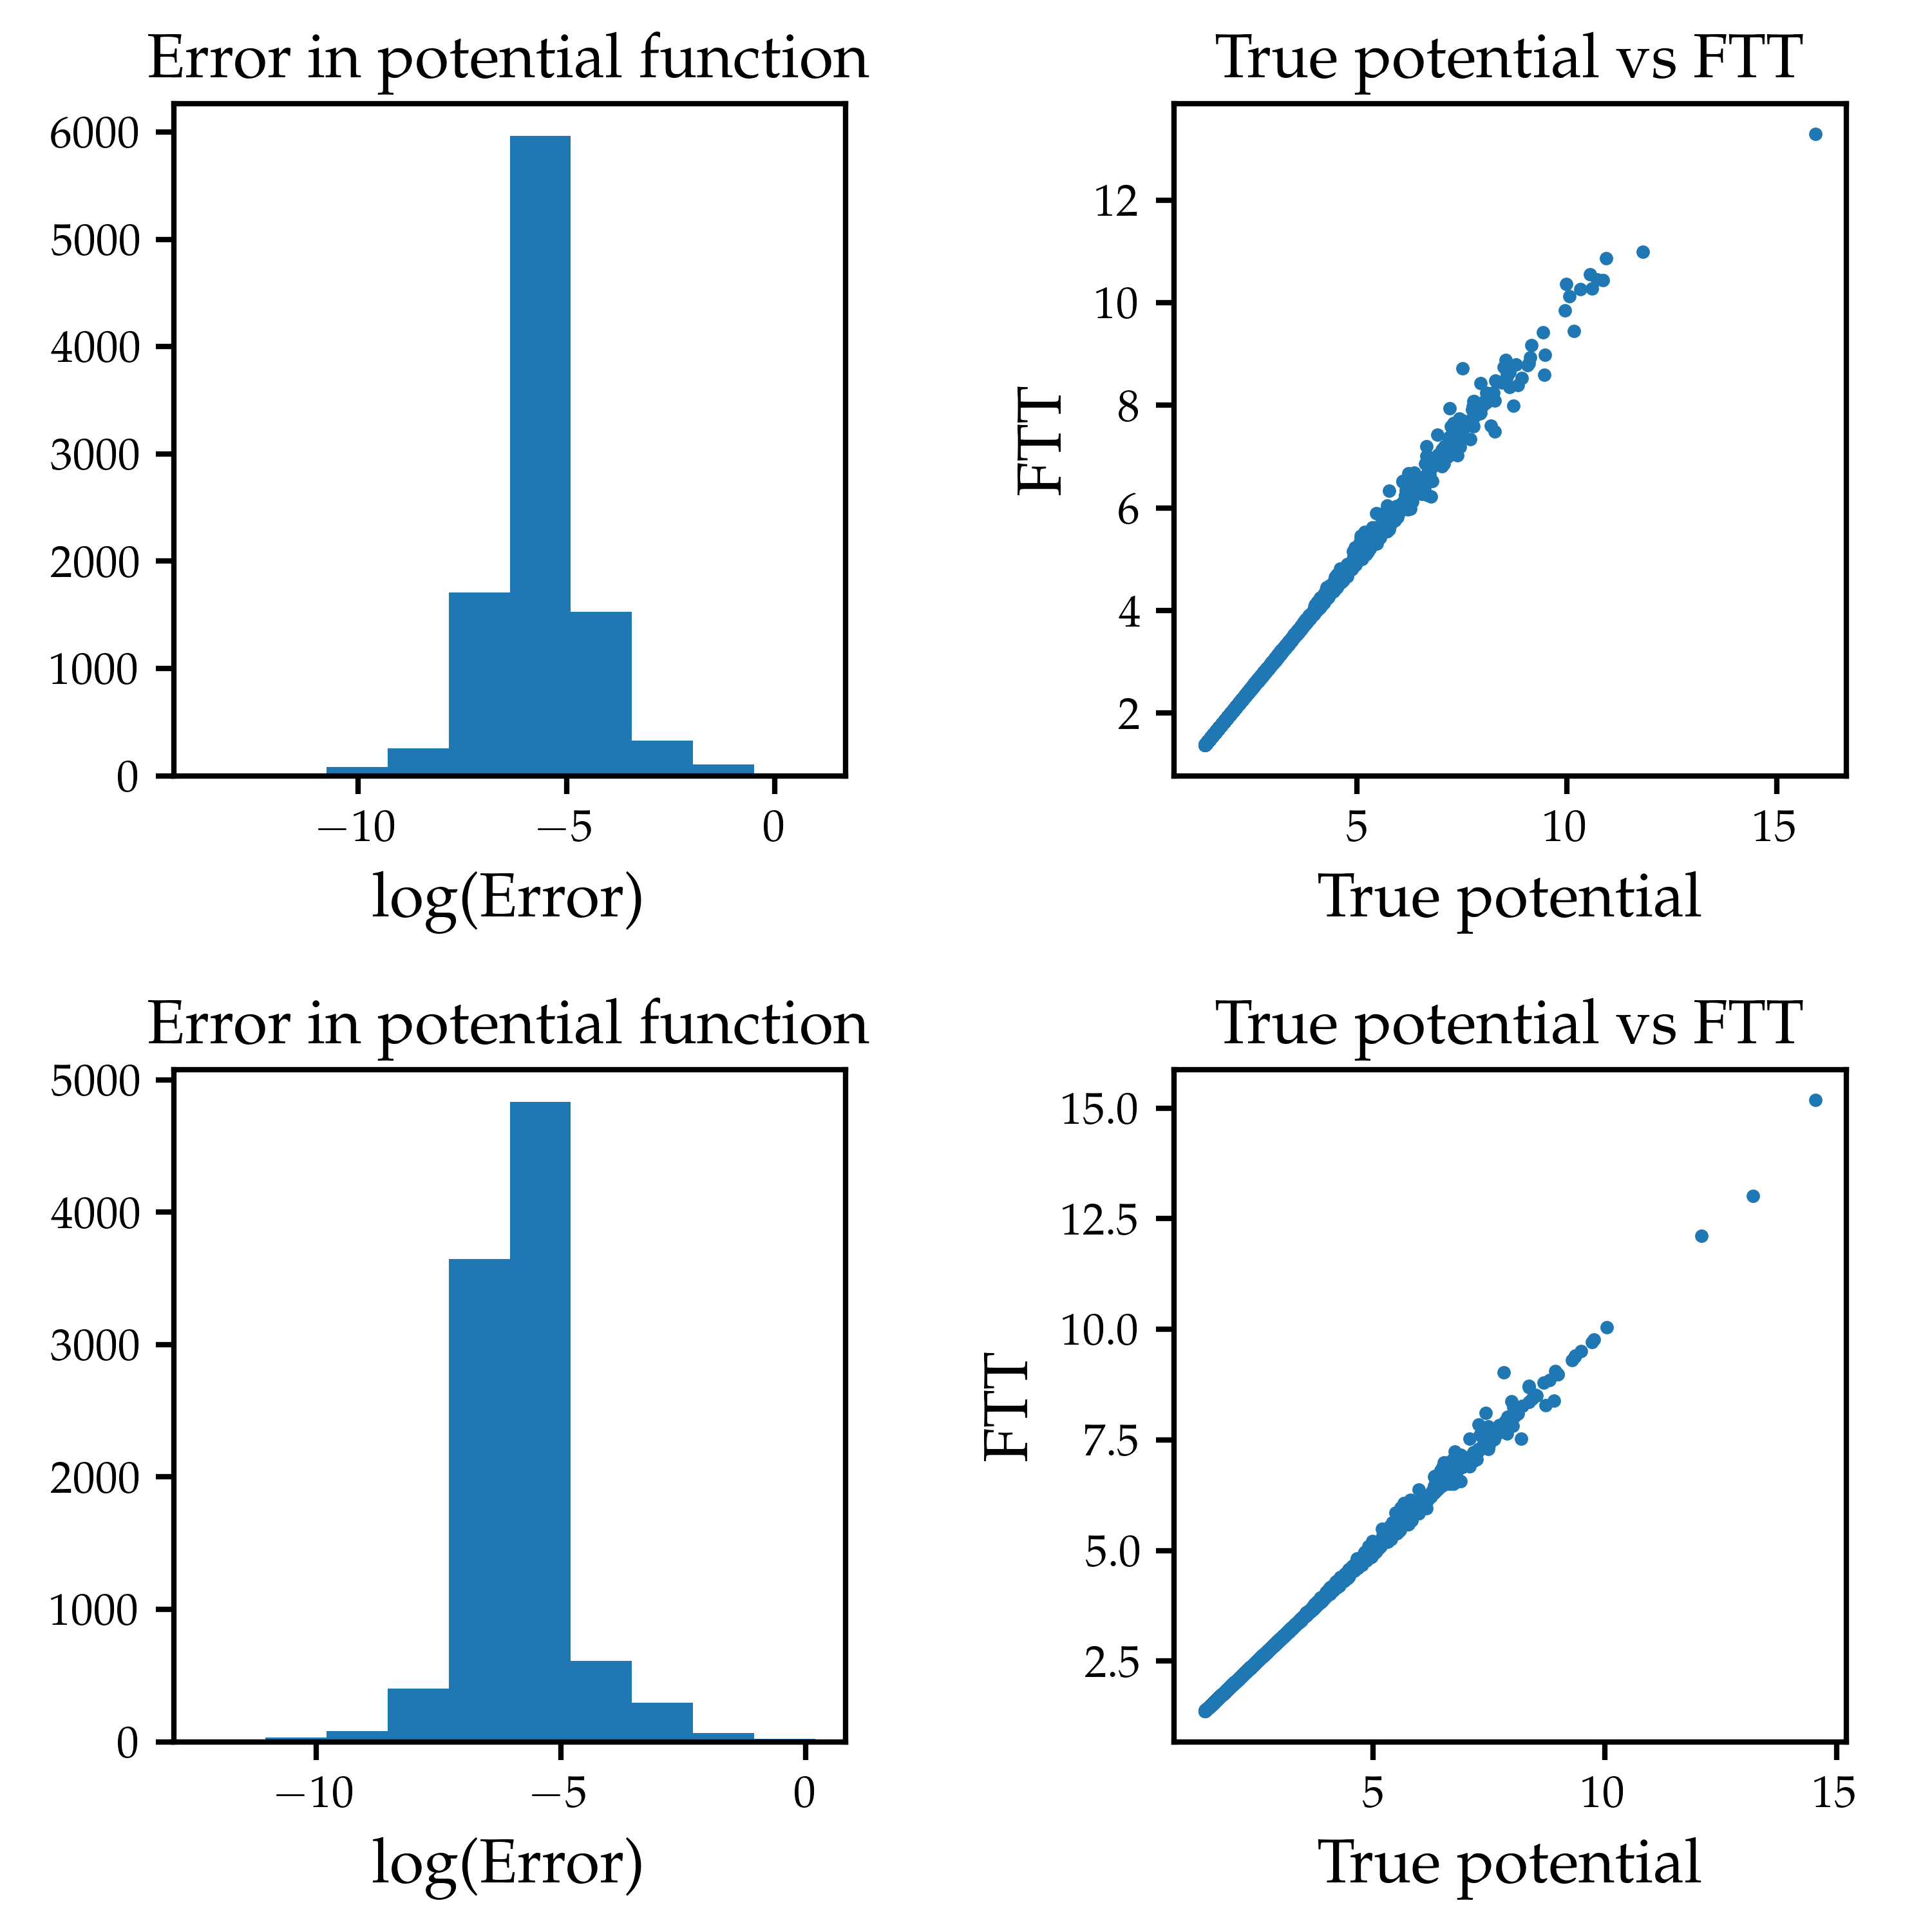 Error in potential function
6000
5000
4000
3000
2000
1000
0
−10 −5 0
log(Error)
True potential vs FTT
FTT
12
10
8
6
4
2
5 10 15
True potential
Error in potential function
5000
4000
3000
2000
1000
0
−10 −5 0
log(Error)
True potential vs FTT
FTT
15.0
12.5
10.0
7.5
5.0
2.5
5 10 15
True potential